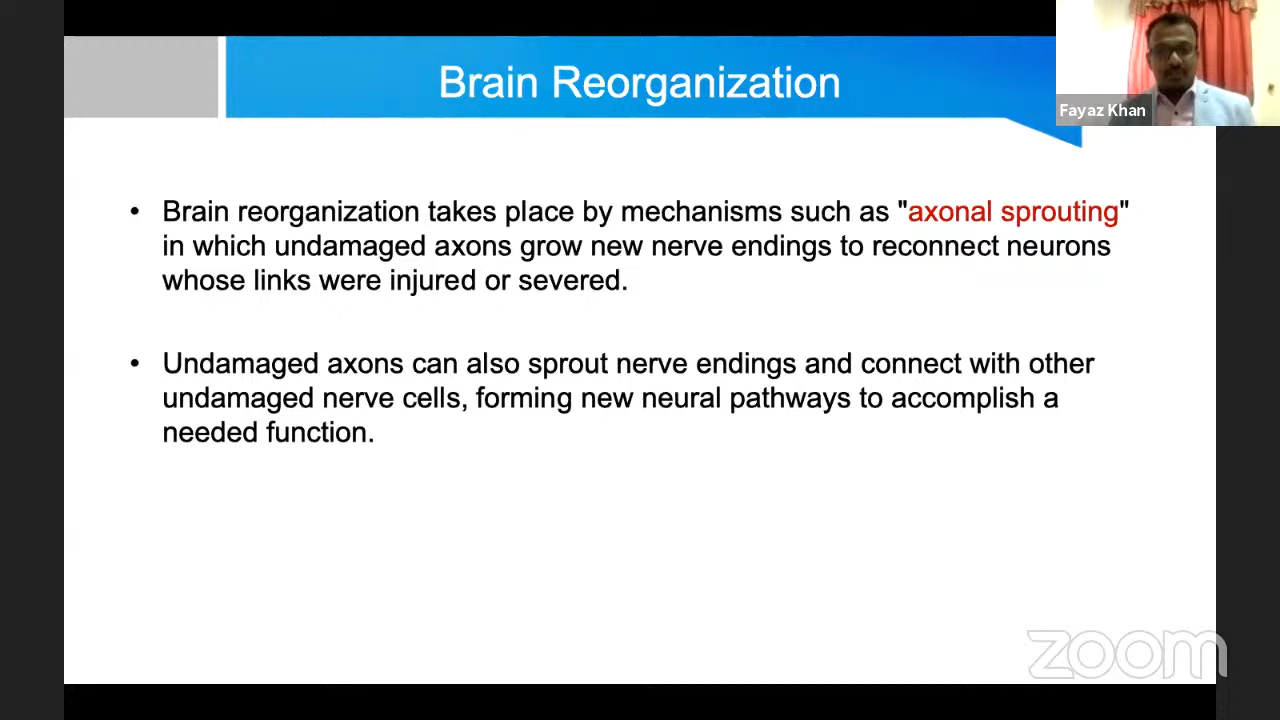 Brain Reorganization
Fayaz Khan
• Brain reorganization takes place by mechanisms such as "axonal sprouting"
in which undamaged axons grow new nerve endings to reconnect neurons
whose links were injured or severed.
• Undamaged axons can also sprout nerve endings and connect with other
undamaged nerve cells, forming new neural pathways to accomplish a
needed function.
zoom